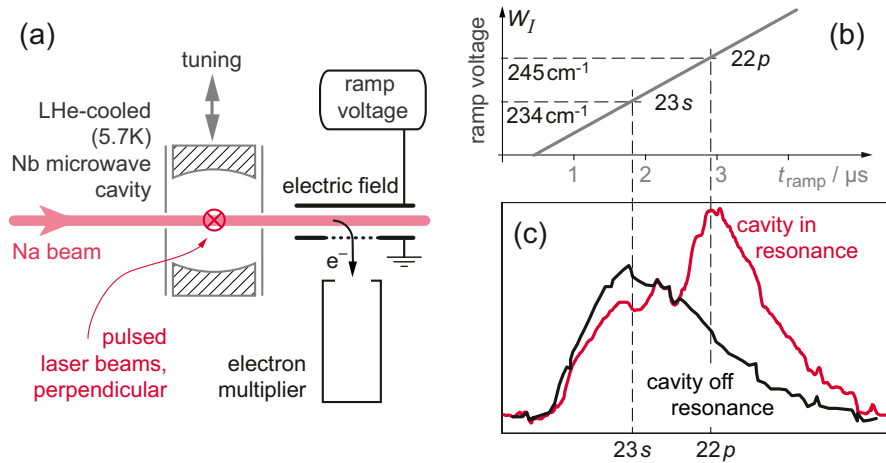 (a)
tuning
LHe-cooled
(5.7K)
Nb microwave
cavity
ramp
voltage
electric field
Na beam
e⁻
pulsed
laser beams,
perpendicular
electron
multiplier
(b)
W_I
ramp voltage
245 cm⁻¹
234 cm⁻¹
22p
23s
1 2 3 t_ramp / µs
(c)
cavity in
resonance
cavity off
resonance
23s 22p